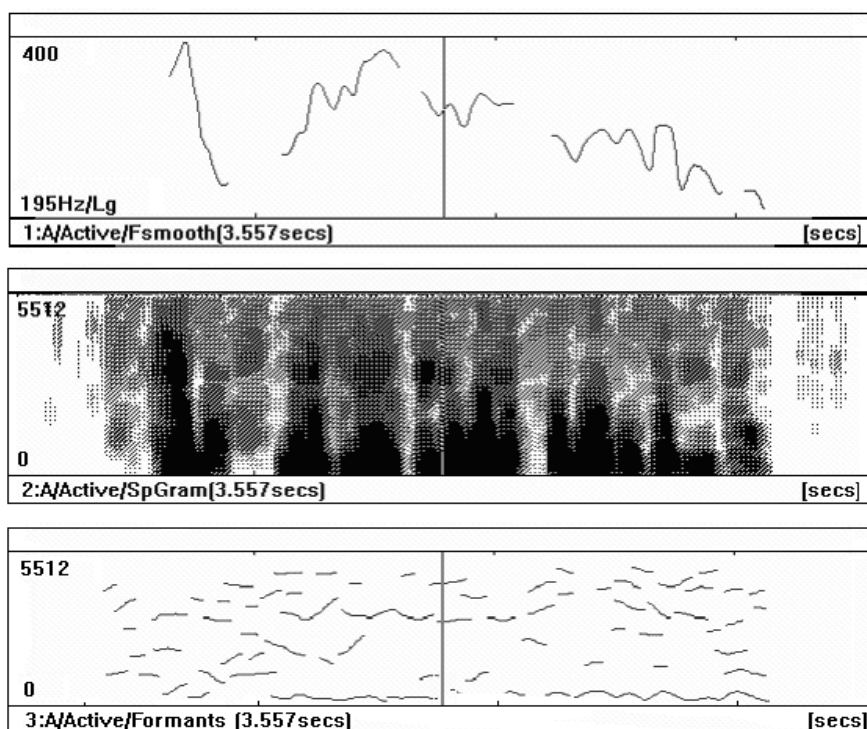 400
195Hz/Lg
1:A/Active/Fsmooth(3.557secs) [secs]
5512
0
2:A/Active/SpGram(3.557secs) [secs]
5512
0
3:A/Active/Formants (3.557secs) [secs]